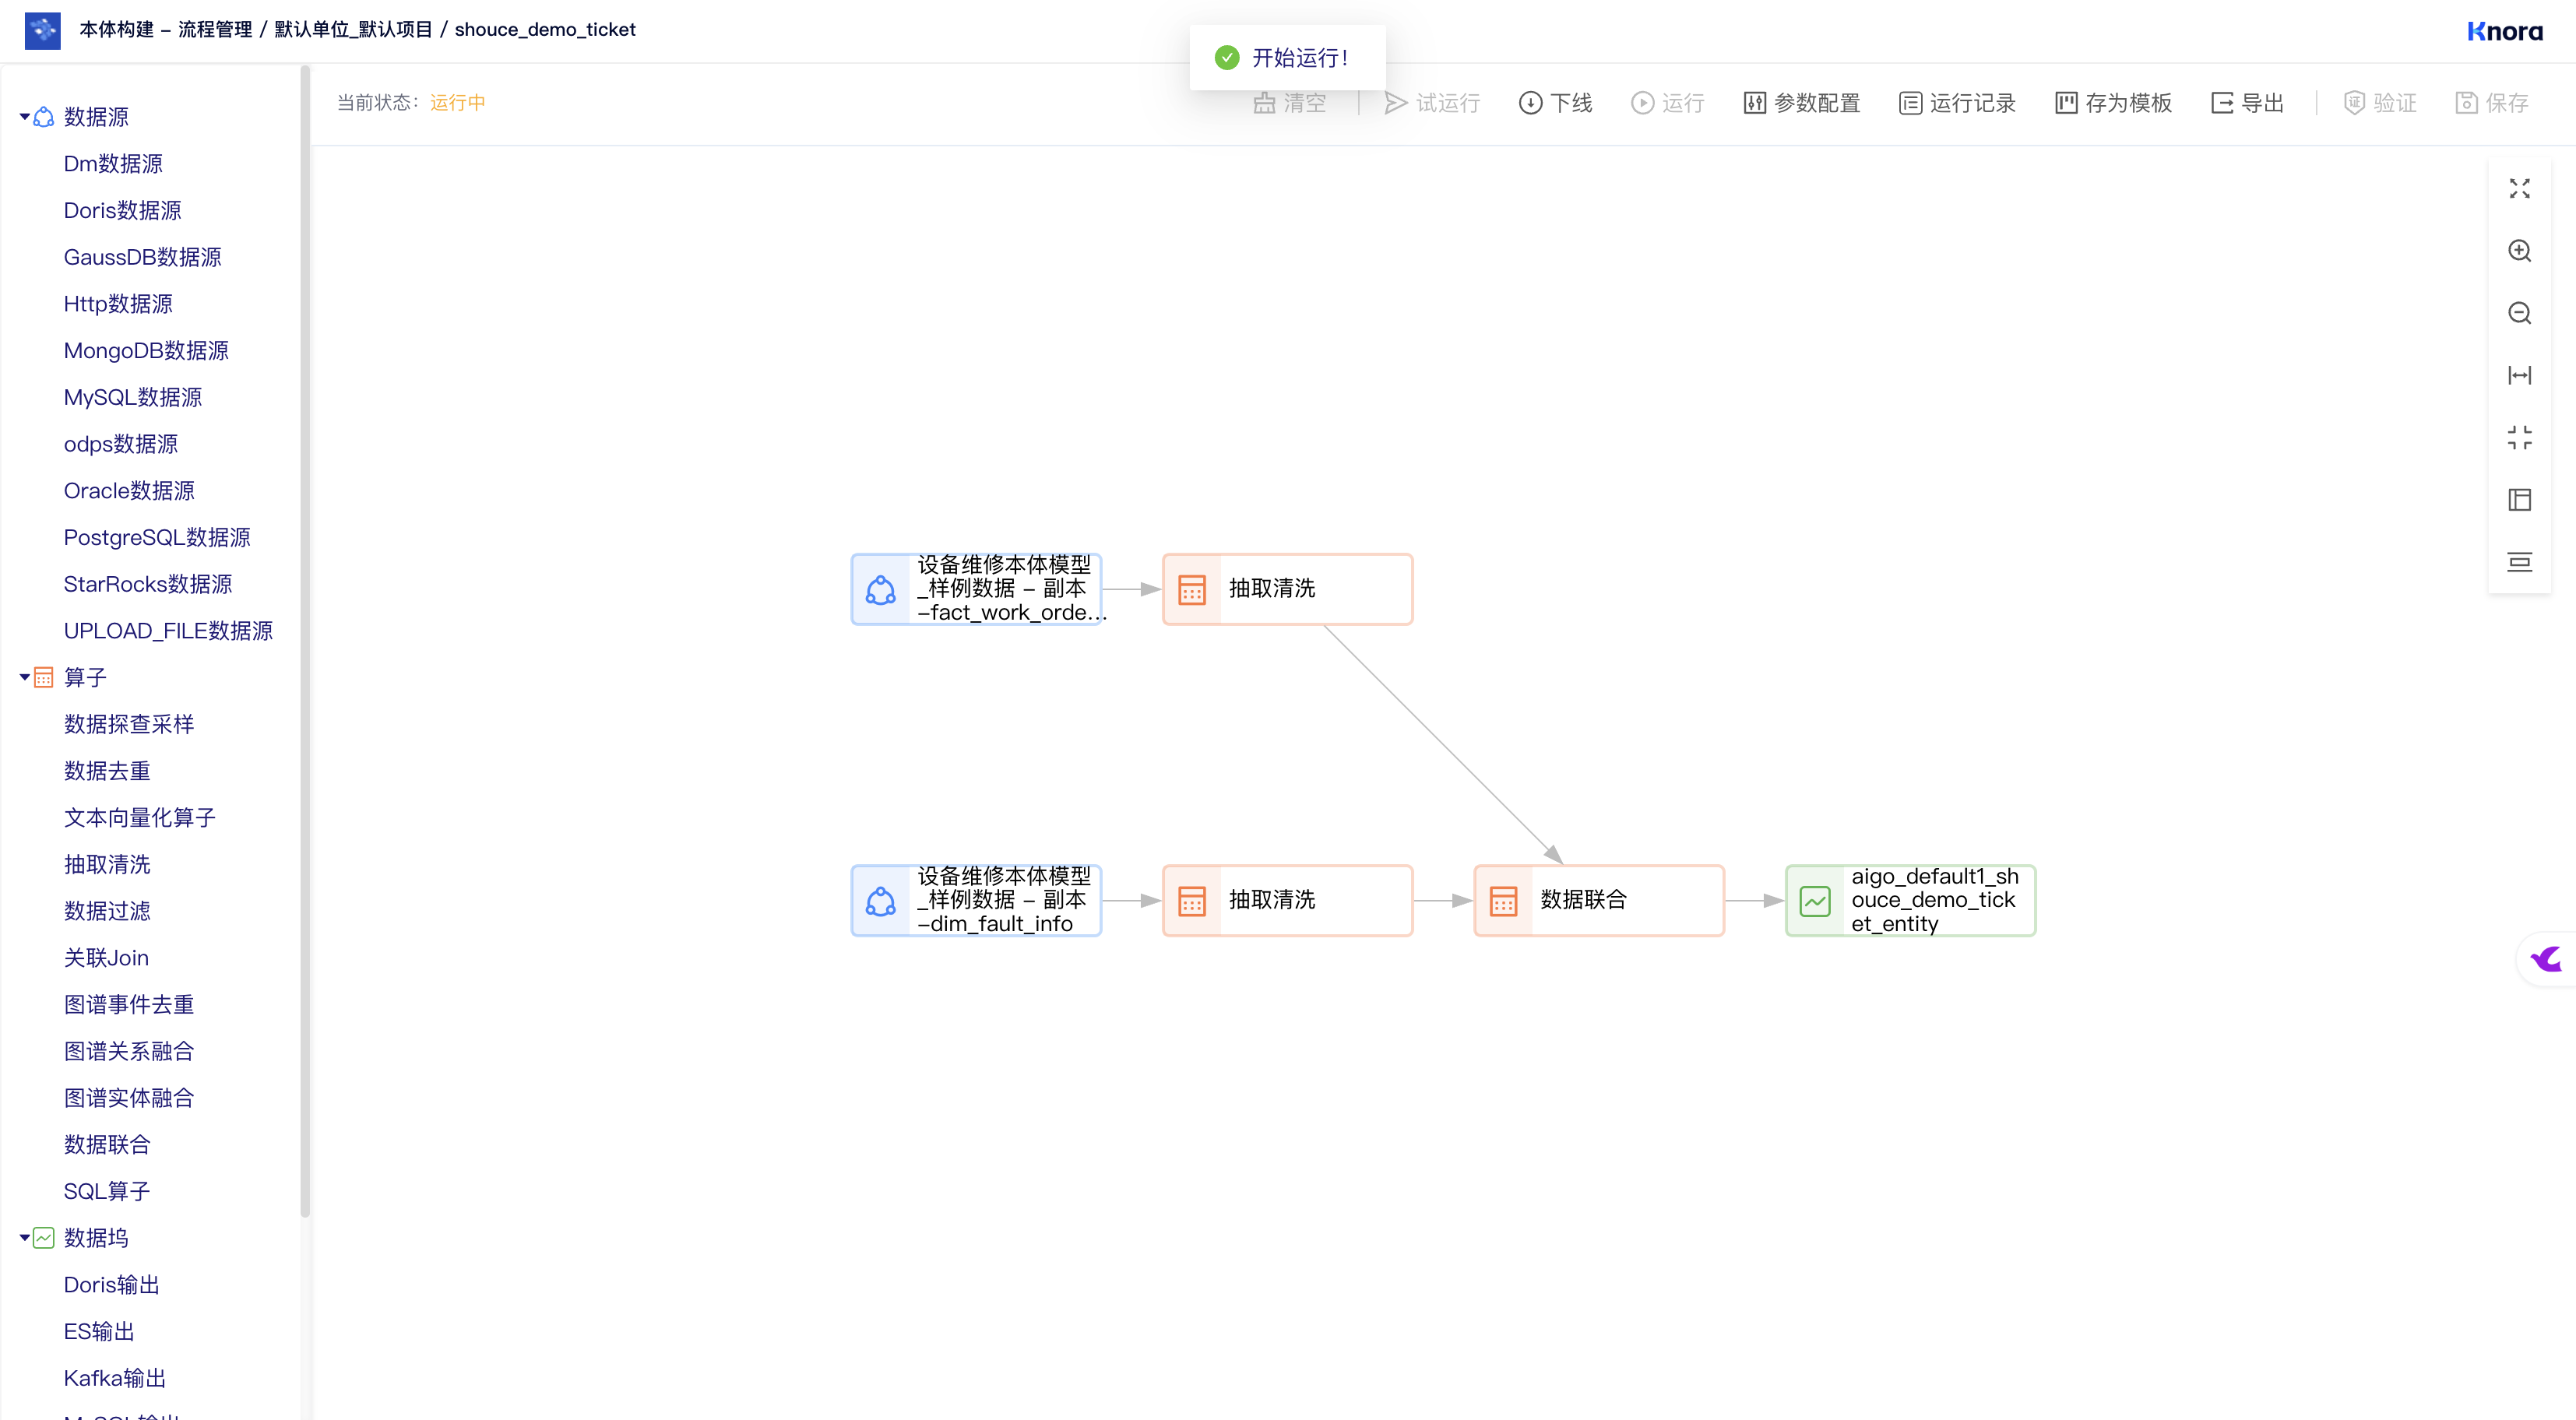 本体构建 – 流程管理 / 默认单位_默认项目 / shouce_demo_ticket
Knora
开始运行！
当前状态：运行中
清空
试运行
下线
运行
参数配置
运行记录
存为模板
导出
验证
保存
数据源
Dm数据源
Doris数据源
GaussDB数据源
Http数据源
MongoDB数据源
MySQL数据源
odps数据源
Oracle数据源
PostgreSQL数据源
StarRocks数据源
UPLOAD_FILE数据源
算子
数据探查采样
数据去重
文本向量化算子
抽取清洗
数据过滤
关联Join
图谱事件去重
图谱关系融合
图谱实体融合
数据联合
SQL算子
数据坞
Doris输出
ES输出
Kafka输出
MySQL输出
设备维修本体模型
_样例数据 – 副本
–fact_work_orde...
抽取清洗
设备维修本体模型
_样例数据 – 副本
–dim_fault_info
抽取清洗
数据联合
aigo_default1_sh
ouce_demo_tick
et_entity